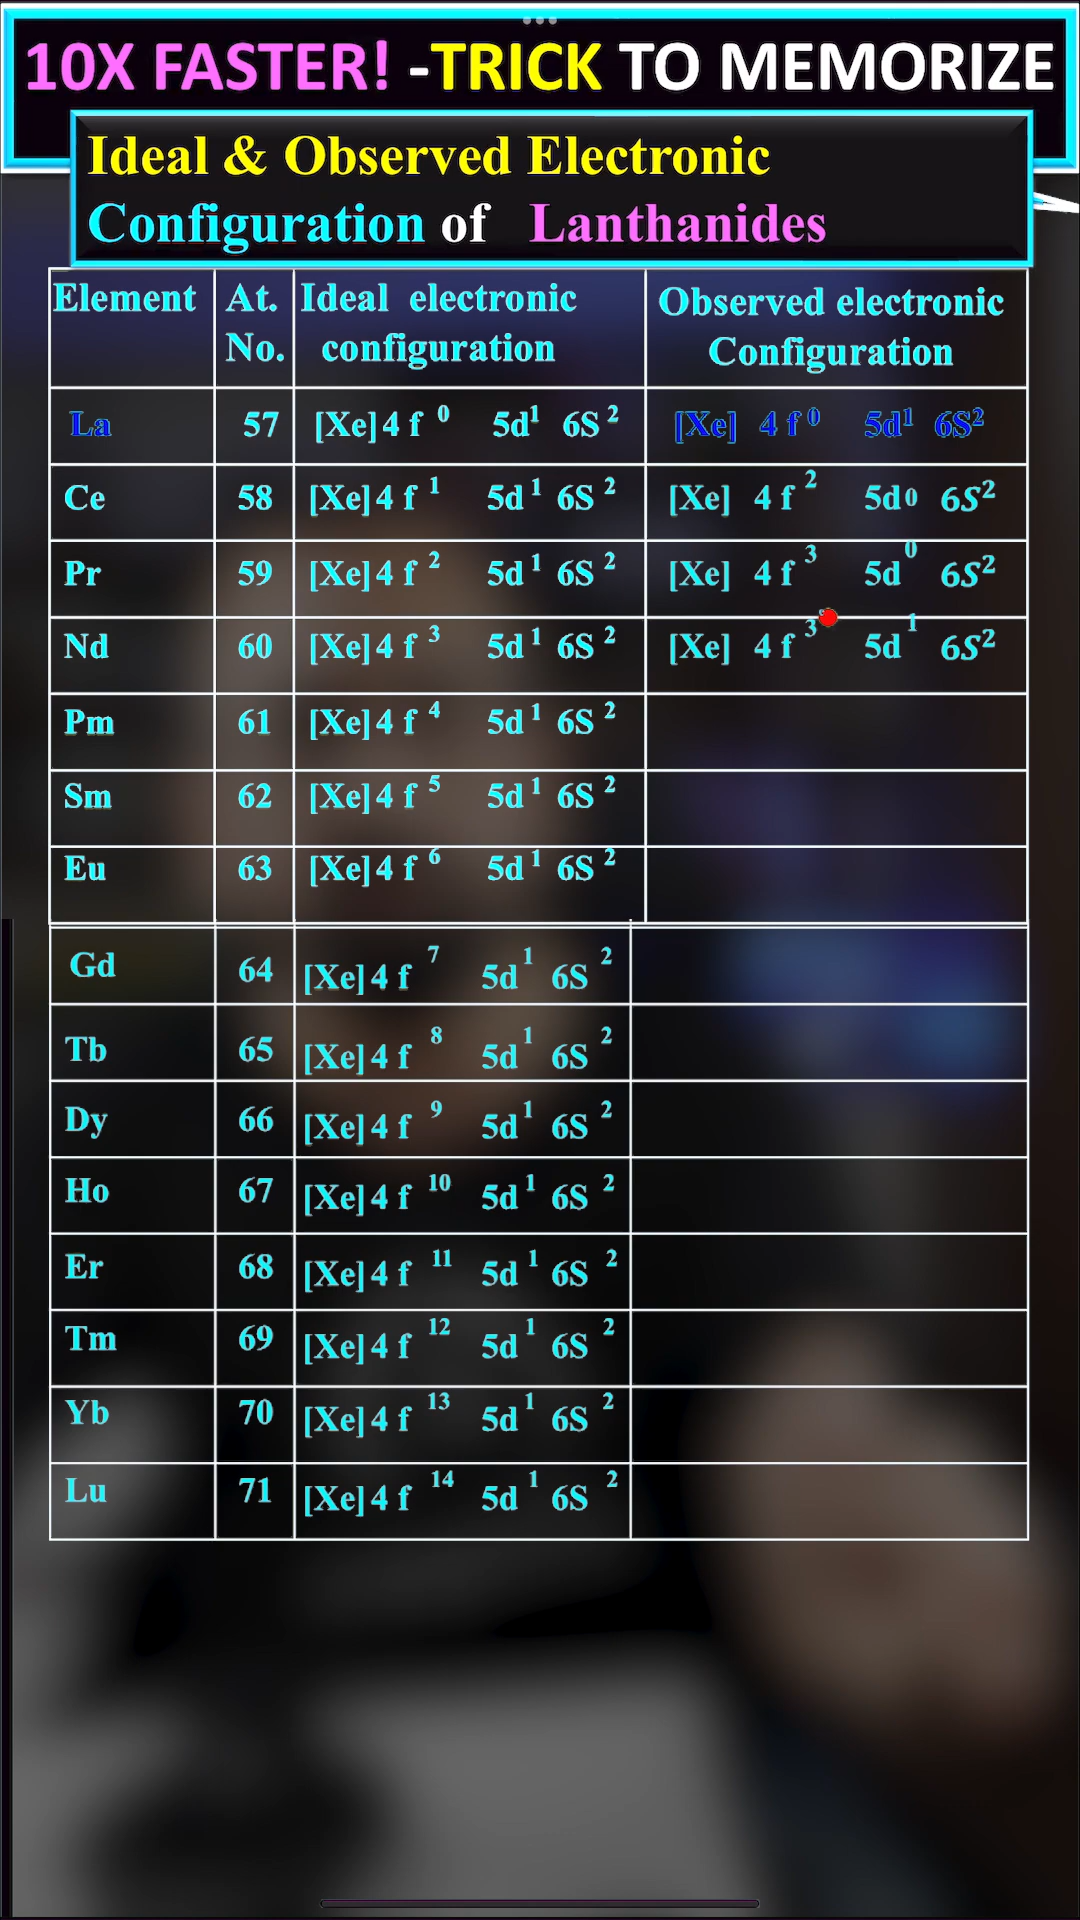 10X FASTER! -TRICK TO MEMORIZE
Ideal & Observed Electronic
Configuration of Lanthanides
Element At. No. Ideal electronic configuration Observed electronic Configuration
La 57 [Xe] 4 f 0 5d1 6S 2 [Xe] 4 f 0 5d1 6S2
Ce 58 [Xe] 4 f 1 5d 1 6S 2 [Xe] 4 f 2 5d0 6S2
Pr 59 [Xe] 4 f 2 5d 1 6S 2 [Xe] 4 f 3 5d 0 6S2
Nd 60 [Xe] 4 f 3 5d 1 6S 2 [Xe] 4 f 3 5d 1 6S2
Pm 61 [Xe] 4 f 4 5d 1 6S 2
Sm 62 [Xe] 4 f 5 5d 1 6S 2
Eu 63 [Xe] 4 f 6 5d 1 6S 2
Gd 64 [Xe] 4 f 7 5d 1 6S 2
Tb 65 [Xe] 4 f 8 5d 1 6S 2
Dy 66 [Xe] 4 f 9 5d 1 6S 2
Ho 67 [Xe] 4 f 10 5d 1 6S 2
Er 68 [Xe] 4 f 11 5d 1 6S 2
Tm 69 [Xe] 4 f 12 5d 1 6S 2
Yb 70 [Xe] 4 f 13 5d 1 6S 2
Lu 71 [Xe] 4 f 14 5d 1 6S 2